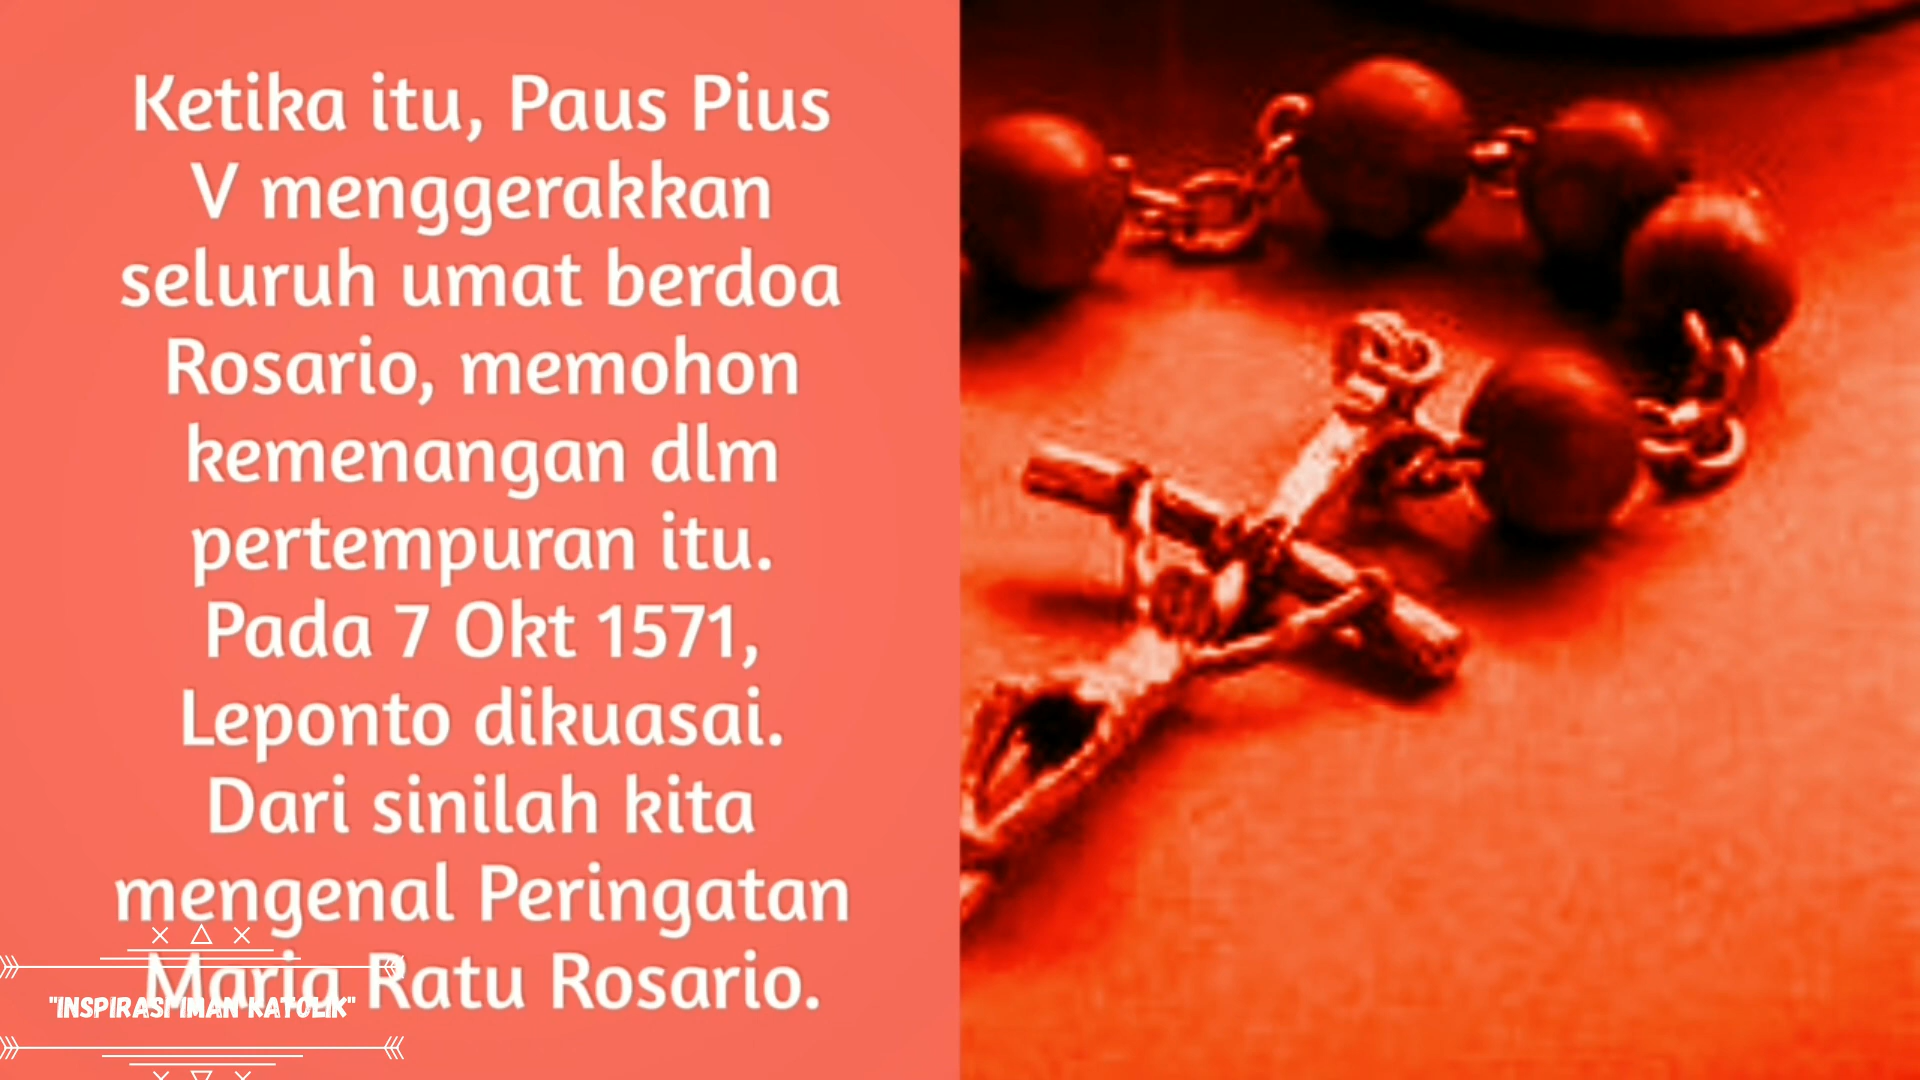 Ketika itu, Paus Pius
V menggerakkan
seluruh umat berdoa
Rosario, memohon
kemenangan dlm
pertempuran itu.
Pada 7 Okt 1571,
Leponto dikuasai.
Dari sinilah kita
mengenal Peringatan
Maria Ratu Rosario.
"INSPIRASI IMAN KATOLIK"